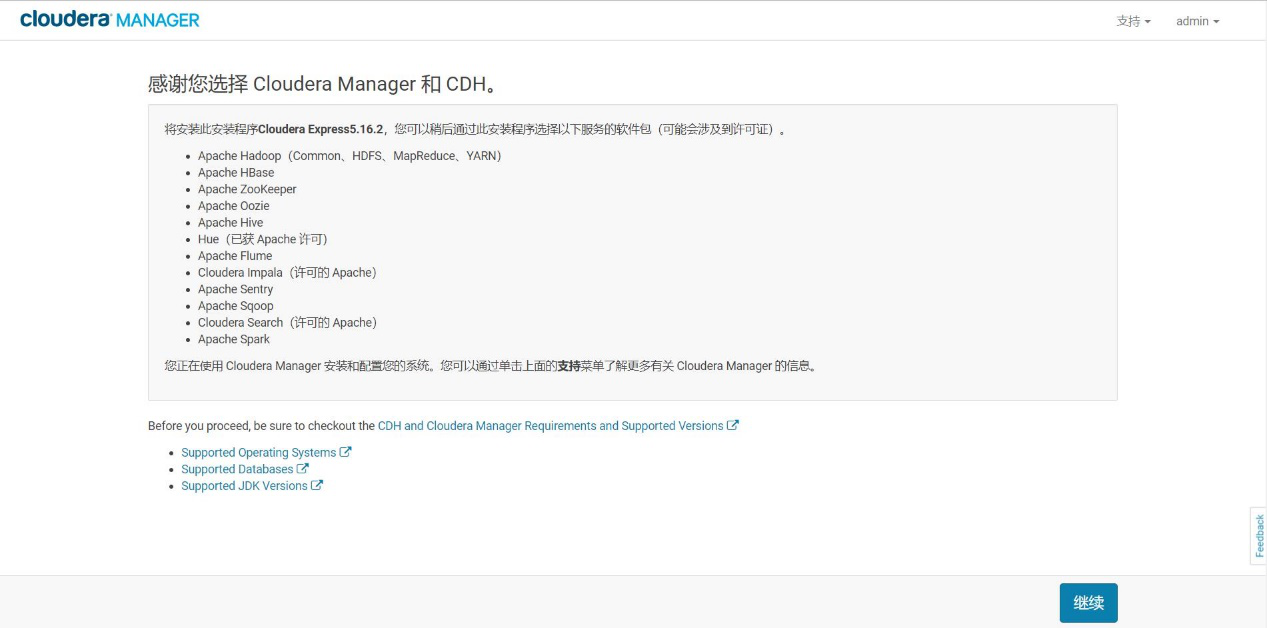 cloudera MANAGER
支持 admin
感谢您选择 Cloudera Manager 和 CDH。
将安装此安装程序Cloudera Express5.16.2，您可以稍后通过此安装程序选择以下服务的软件包（可能会涉及到许可证）。
Apache Hadoop（Common、HDFS、MapReduce、YARN）
Apache HBase
Apache ZooKeeper
Apache Oozie
Apache Hive
Hue（已获 Apache 许可）
Apache Flume
Cloudera Impala（许可的 Apache）
Apache Sentry
Apache Sqoop
Cloudera Search（许可的 Apache）
Apache Spark
您正在使用 Cloudera Manager 安装和配置您的系统。您可以通过单击上面的支持菜单了解更多有关 Cloudera Manager 的信息。
Before you proceed, be sure to checkout the CDH and Cloudera Manager Requirements and Supported Versions
Supported Operating Systems
Supported Databases
Supported JDK Versions
Feedback
继续